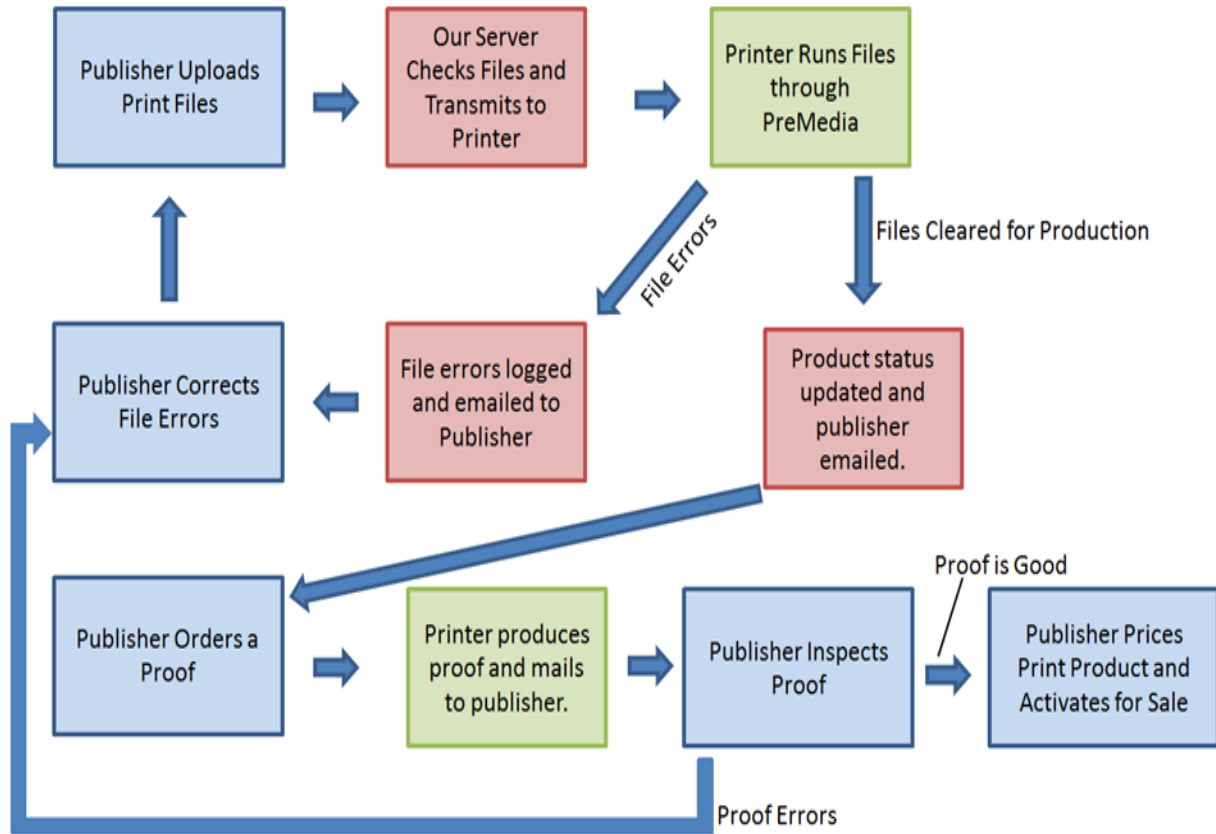 Publisher Uploads
Print Files
Our Server
Checks Files and
Transmits to
Printer
Printer Runs Files
through
PreMedia
File Errors
Files Cleared for Production
Publisher Corrects
File Errors
File errors logged
and emailed to
Publisher
Product status
updated and
publisher
emailed.
Publisher Orders a
Proof
Printer produces
proof and mails
to publisher.
Publisher Inspects
Proof
Proof is Good
Publisher Prices
Print Product and
Activates for Sale
Proof Errors